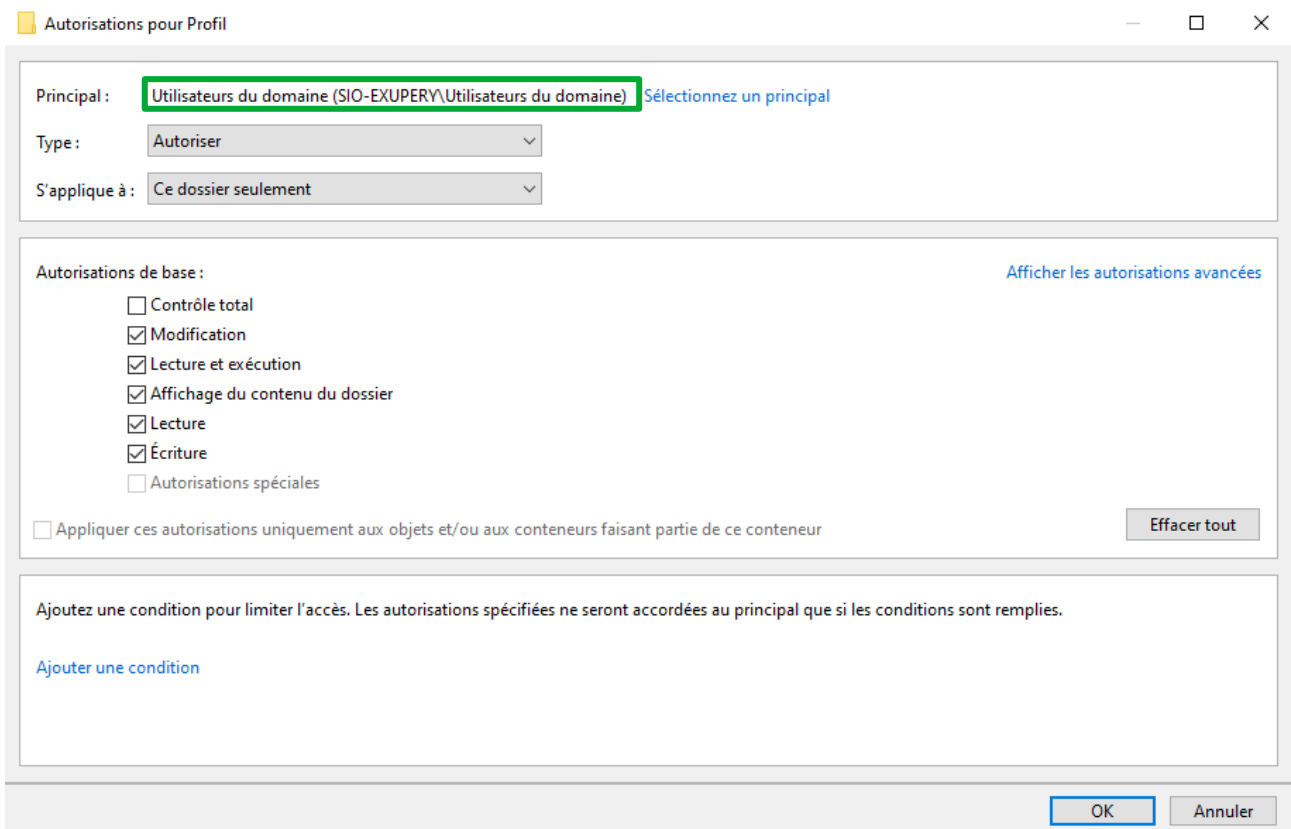 Autorisations pour Profil
Principal : Utilisateurs du domaine (SIO-EXUPERY\Utilisateurs du domaine) Sélectionnez un principal
Type : Autoriser
S'applique à : Ce dossier seulement
Autorisations de base : Afficher les autorisations avancées
Contrôle total
Modification
Lecture et exécution
Affichage du contenu du dossier
Lecture
Écriture
Autorisations spéciales
Appliquer ces autorisations uniquement aux objets et/ou aux conteneurs faisant partie de ce conteneur Effacer tout
Ajoutez une condition pour limiter l'accès. Les autorisations spécifiées ne seront accordées au principal que si les conditions sont remplies.
Ajouter une condition
OK Annuler